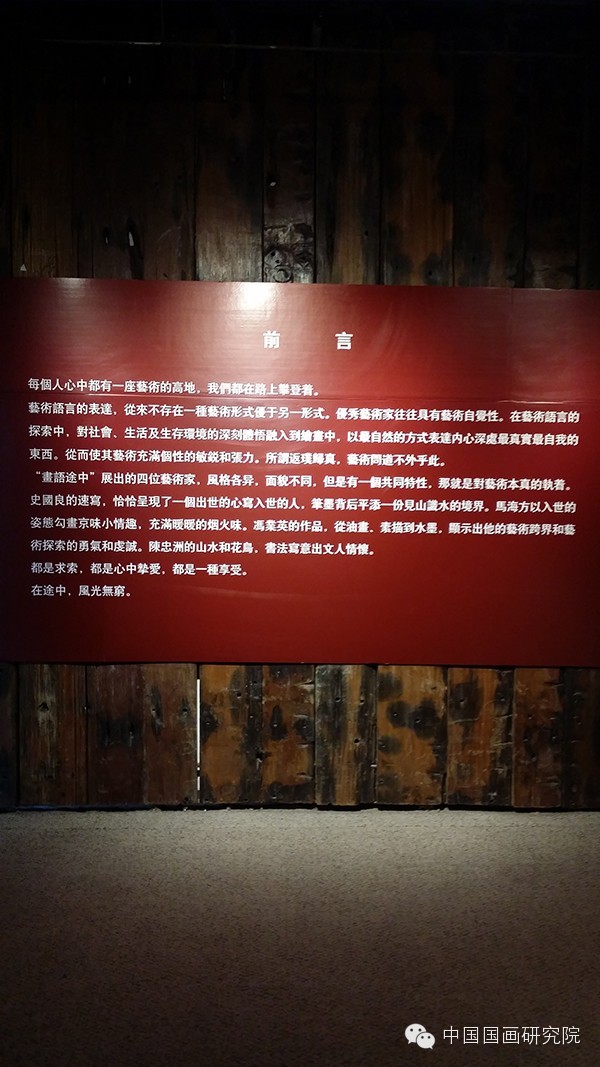 前言
每個人心中都有一座藝術的高地，我們都在路上攀登着。
藝術語言的表達，從來不存在一種藝術形式優于另一形式。優秀藝術家往往具有藝術自覺性。在藝術語言的
探索中，對社會、生活及生存環境的深刻體悟融入到繪畫中，以最自然的方式表達内心深處最真實最自我的
東西。從而使其藝術充滿個性的敏鋭和張力。所謂返璞歸真，藝術問道不外乎此。
“畫語途中”展出的四位藝術家，風格各异，面貌不同，但是有一個共同特性，那就是對藝術本真的執着。
史國良的速寫，恰恰呈現了一個出世的心寫入世的人，筆墨背后平添一份見山識水的境界。馬海方以入世的
姿態勾畫京味小情趣，充滿暖暖的烟火味。馮業英的作品，從油畫、素描到水墨，顯示出他的藝術跨界和藝
術探索的勇氣和虔誠。陳忠洲的山水和花鳥，書法寫意出文人情懷。
都是求索，都是心中摯愛，都是一種享受。
在途中，風光無窮。
中国国画研究院